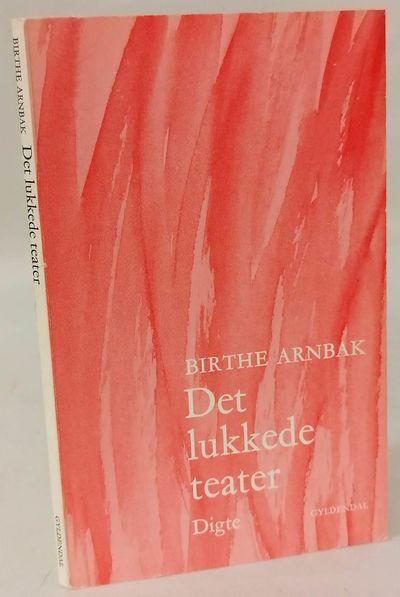 BIRTHE ARNBAK Det lukkede teater
GYLDENDAL
BIRTHE ARNBAK
Det
lukkede
teater
Digte
GYLDENDAL